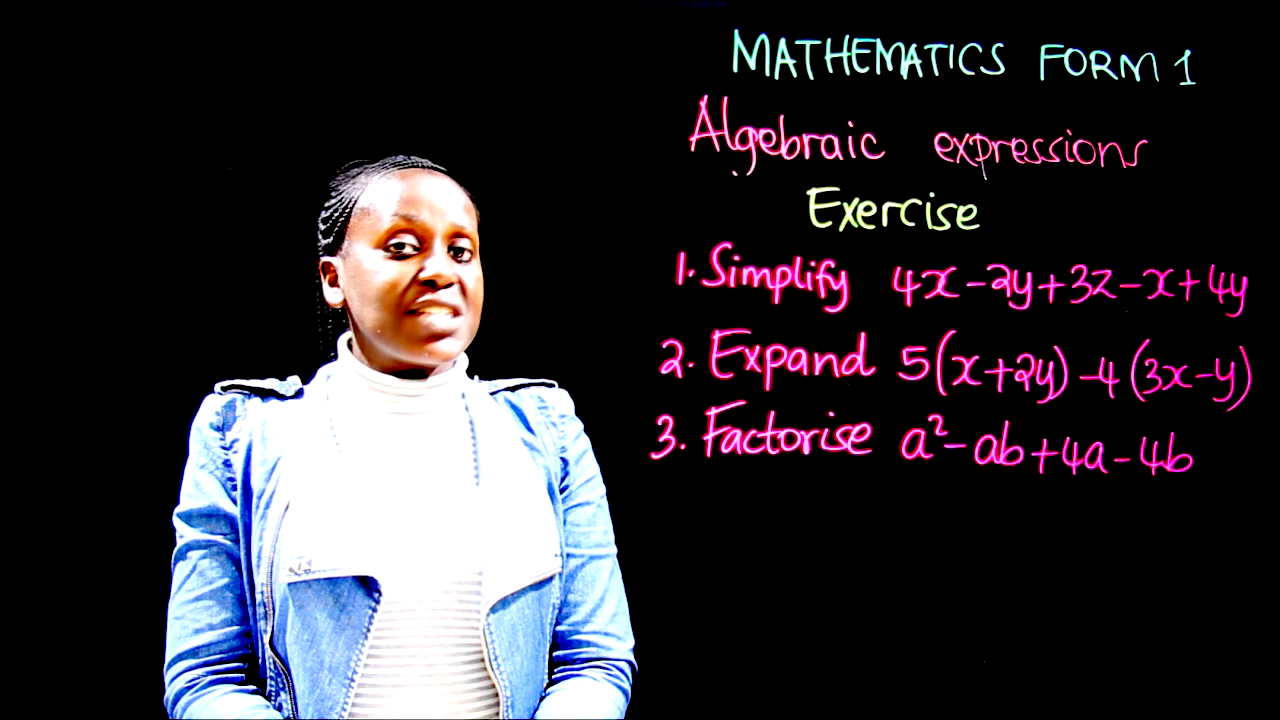 MATHEMATICS FORM 1
Algebraic expressions
Exercise
1. Simplify 4x-2y+3z-x+4y
2. Expand 5(x+2y)-4(3x-y)
3. Factorise a²-ab+4a-4b